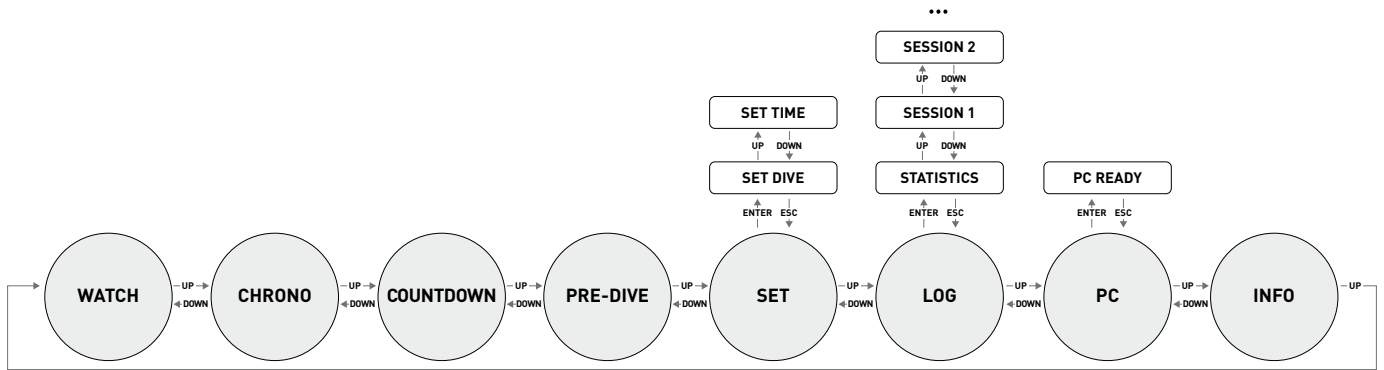 ...
SESSION 2
UP DOWN
SET TIME
SESSION 1
UP DOWN
UP DOWN
SET DIVE
STATISTICS
PC READY
ENTER ESC
ENTER ESC
ENTER ESC
WATCH
UP
DOWN
CHRONO
UP
DOWN
COUNTDOWN
UP
DOWN
PRE-DIVE
UP
DOWN
SET
UP
DOWN
LOG
UP
DOWN
PC
UP
DOWN
INFO
UP